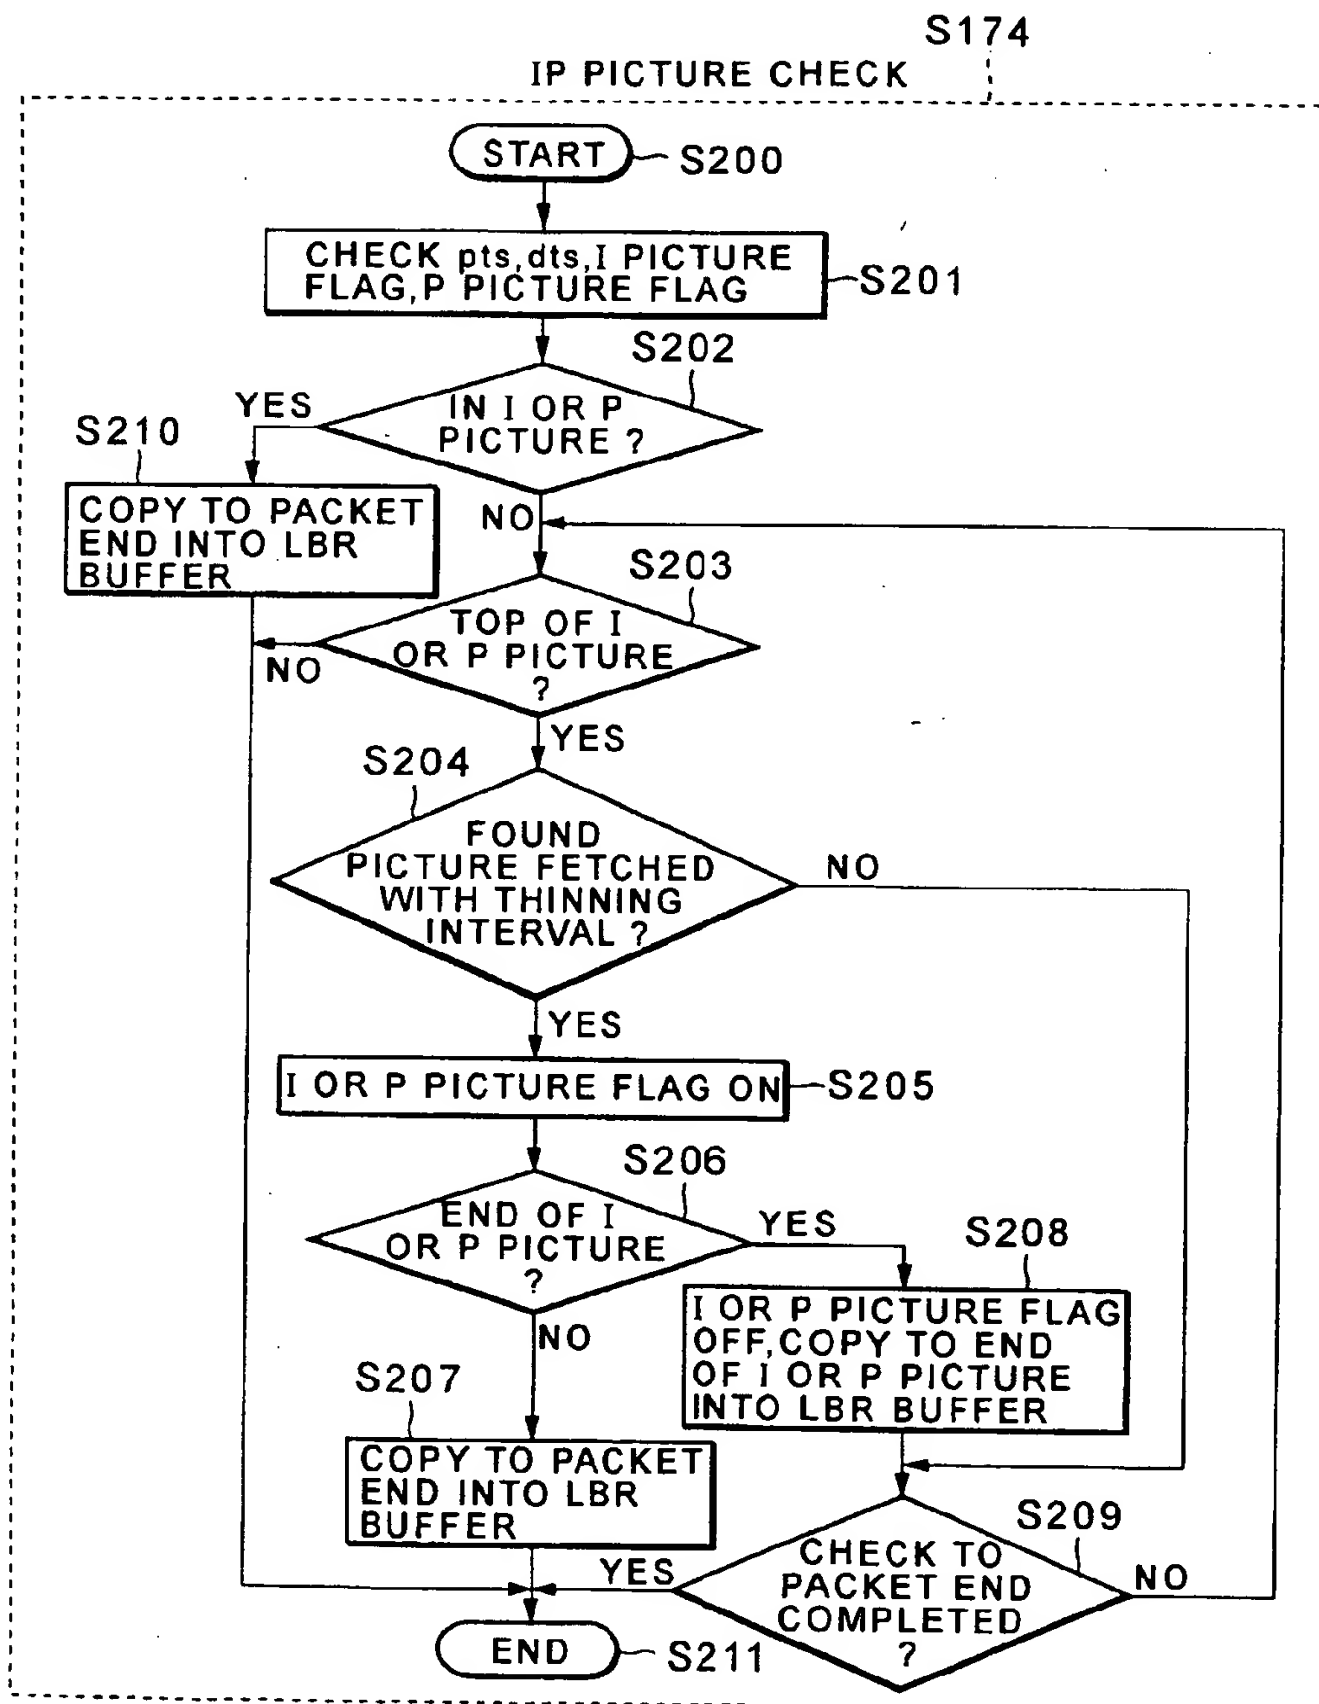 S174
IP PICTURE CHECK
START
S200
CHECK pts,dts,I PICTURE
FLAG,P PICTURE FLAG
S201
S202
IN I OR P
PICTURE ?
YES
S210
COPY TO PACKET
END INTO LBR
BUFFER
NO
S203
TOP OF I
OR P PICTURE
?
NO
YES
S204
FOUND
PICTURE FETCHED
WITH THINNING
INTERVAL ?
NO
YES
I OR P PICTURE FLAG ON
S205
S206
END OF I
OR P PICTURE
?
YES
S208
I OR P PICTURE FLAG
OFF,COPY TO END
OF I OR P PICTURE
INTO LBR BUFFER
NO
S207
COPY TO PACKET
END INTO LBR
BUFFER
S209
CHECK TO
PACKET END
COMPLETED
?
YES
NO
END
S211